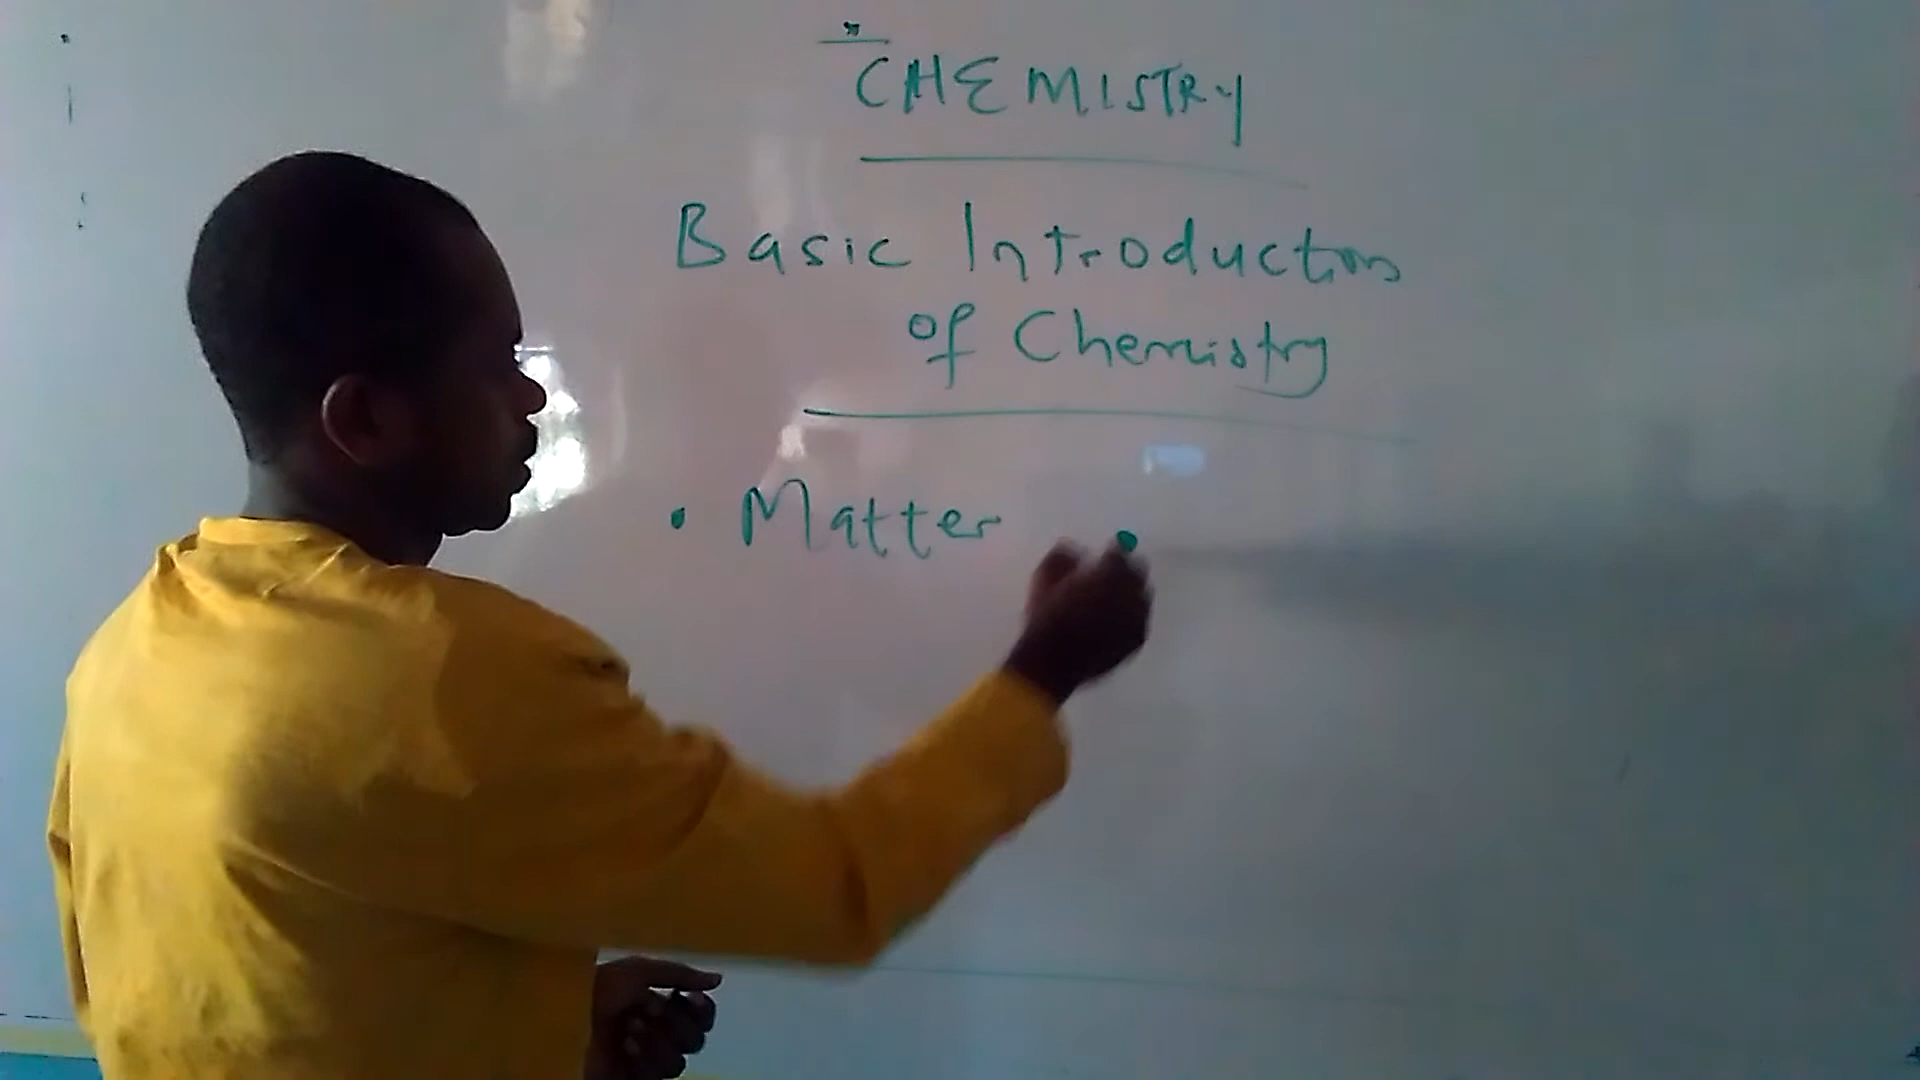 CHEMISTRY
Basic Introduction
of Chemistry
• Matter •